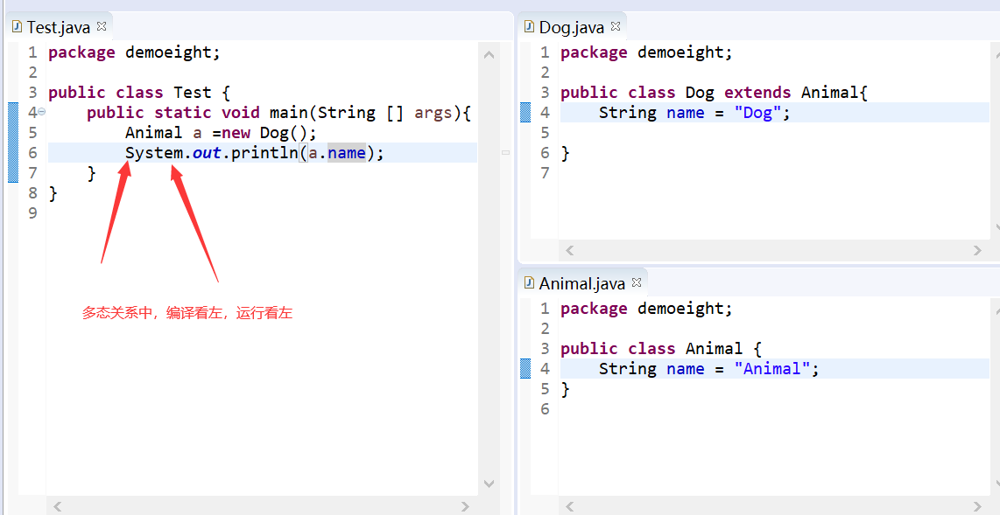 Test.java
1 package demoeight;
2
3 public class Test {
4 public static void main(String [] args){
5 Animal a =new Dog();
6 System.out.println(a.name);
7 }
8 }
9
多态关系中，编译看左，运行看左
Dog.java
1 package demoeight;
2
3 public class Dog extends Animal{
4 String name = "Dog";
5
6 }
7
Animal.java
1 package demoeight;
2
3 public class Animal {
4 String name = "Animal";
5 }
6